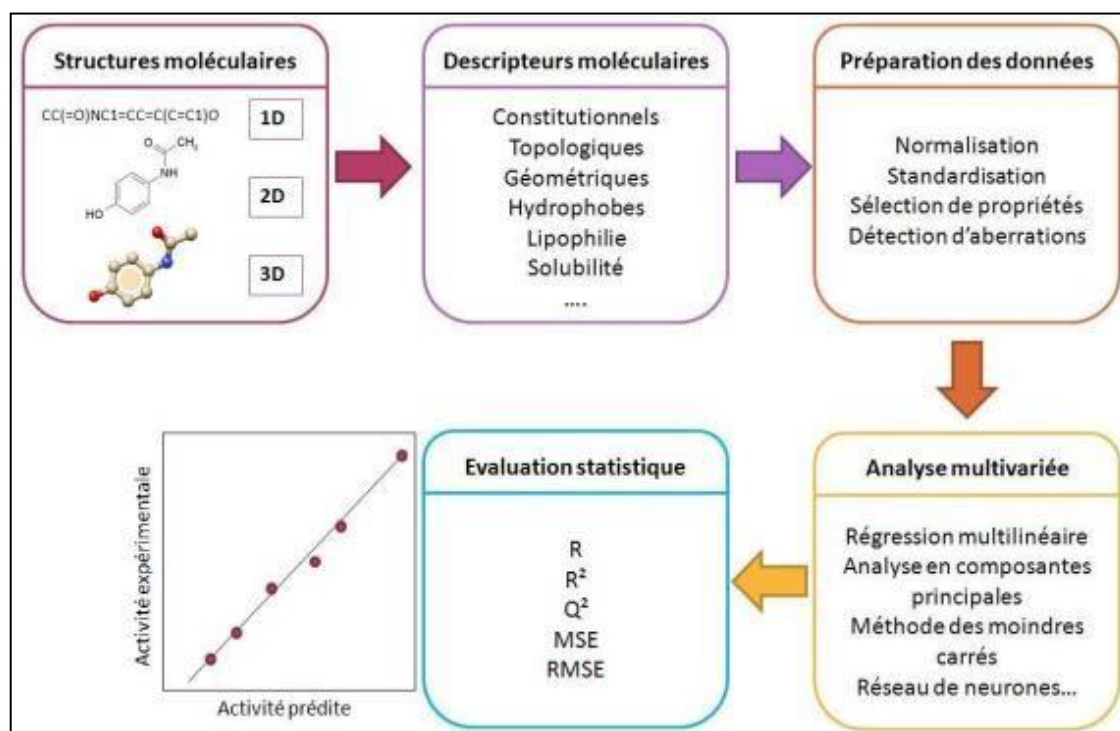 Structures moléculaires
CC(=O)NC1=CC=C(C=C1)O
1D
O
CH₃
NH
HO
2D
3D
Descripteurs moléculaires
Constitutionnels
Topologiques
Géométriques
Hydrophobes
Lipophilie
Solubilité
....
Préparation des données
Normalisation
Standardisation
Sélection de propriétés
Détection d'aberrations
Analyse multivariée
Régression multilinéaire
Analyse en composantes
principales
Méthode des moindres
carrés
Réseau de neurones...
Evaluation statistique
R
R²
Q²
MSE
RMSE
Activité expérimentale
Activité prédite